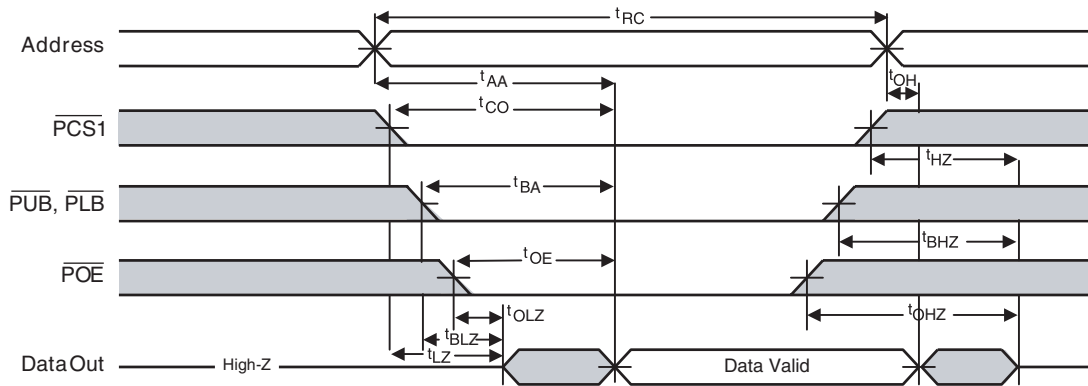 tRC
Address
tAA
tOH
tCO
PCS1
tHZ
tBA
PUB, PLB
tBHZ
tOE
POE
tOLZ
tOHZ
tBLZ
tLZ
Data Out
High-Z
Data Valid